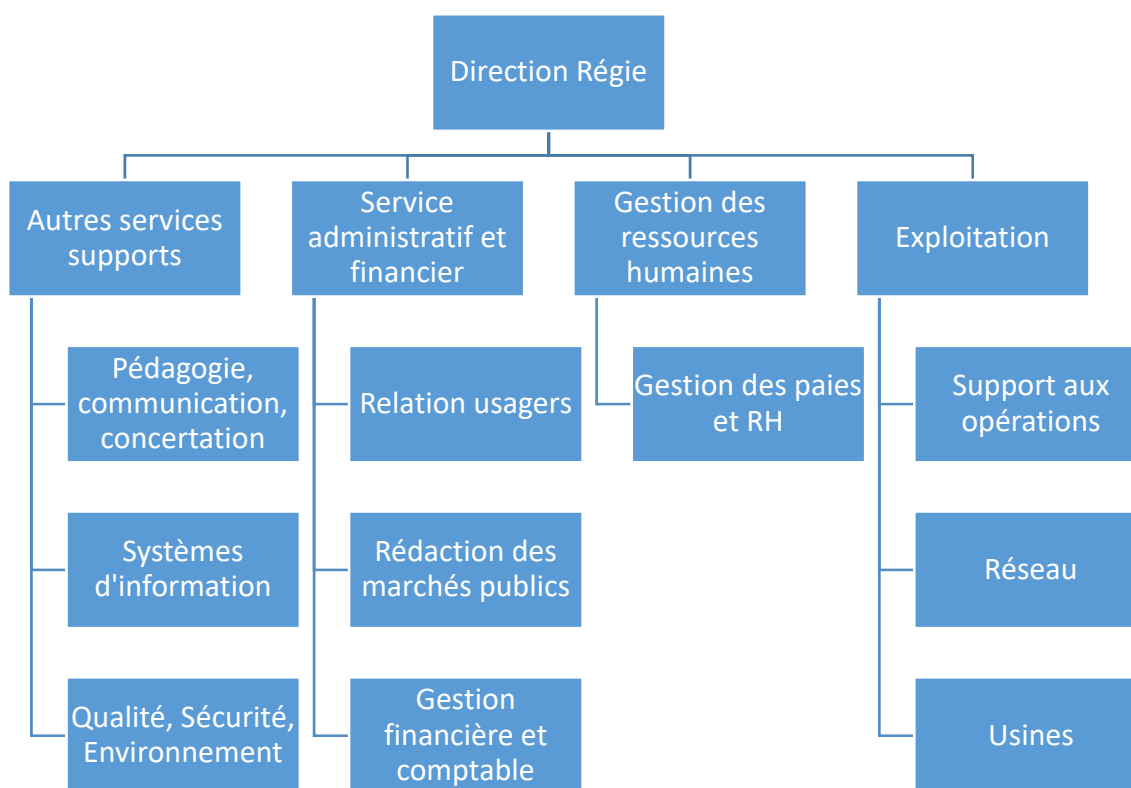 Direction Régie
Autres services
supports
Service
administratif et
financier
Gestion des
ressources
humaines
Exploitation
Pédagogie,
communication,
concertation
Relation usagers
Gestion des paies
et RH
Support aux
opérations
Systèmes
d'information
Rédaction des
marchés publics
Réseau
Qualité, Sécurité,
Environnement
Gestion
financière et
comptable
Usines